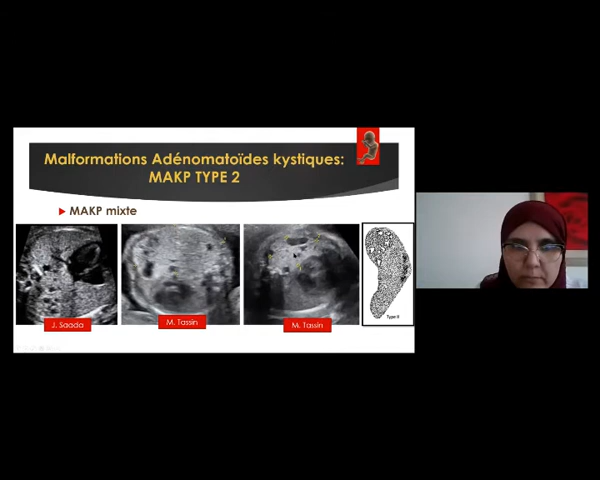 Malformations Adénomatoïdes kystiques:
MAKP TYPE 2
MAKP mixte
J. Saada
M. Tassin
M. Tassin
Type II